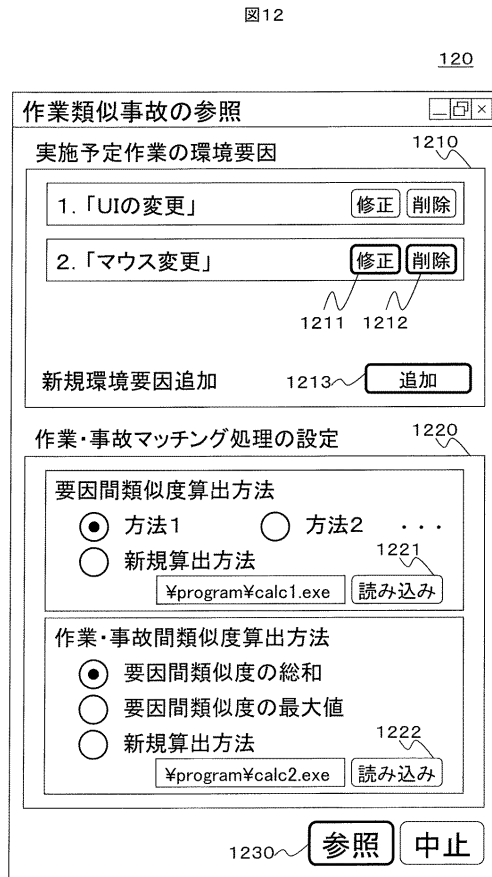 図12
120
作業類似事故の参照
実施予定作業の環境要因
1210
1. 「UIの変更」 修正 削除
2. 「マウス変更」 修正 削除
1211 1212
新規環境要因追加 1213 追加
作業・事故マッチング処理の設定
1220
要因間類似度算出方法
方法1 方法2 ・・・
新規算出方法
1221
¥program¥calc1.exe 読み込み
作業・事故間類似度算出方法
要因間類似度の総和
要因間類似度の最大値
新規算出方法
1222
¥program¥calc2.exe 読み込み
1230 参照 中止